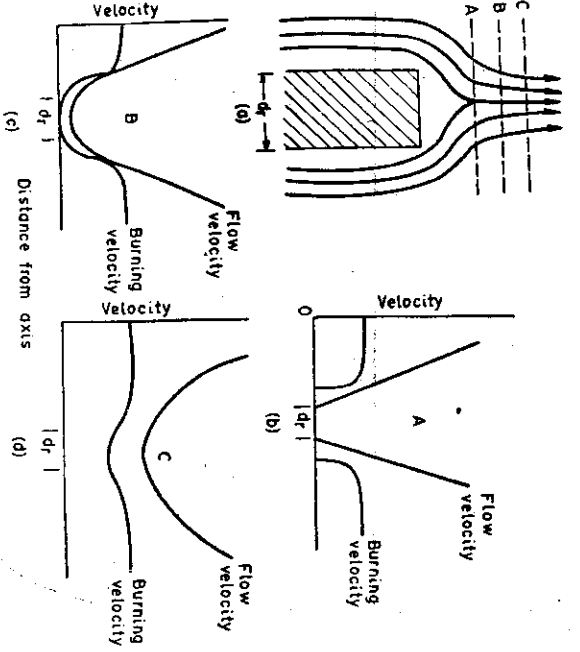 A
B
C
dr
(a)
Velocity
O
A
Flow
velocity
Burning
velocity
dr
(b)
Velocity
B
Flow
velocity
Burning
velocity
dr
(c)
Velocity
C
Flow
velocity
Burning
velocity
dr
(d)
Distance from axis